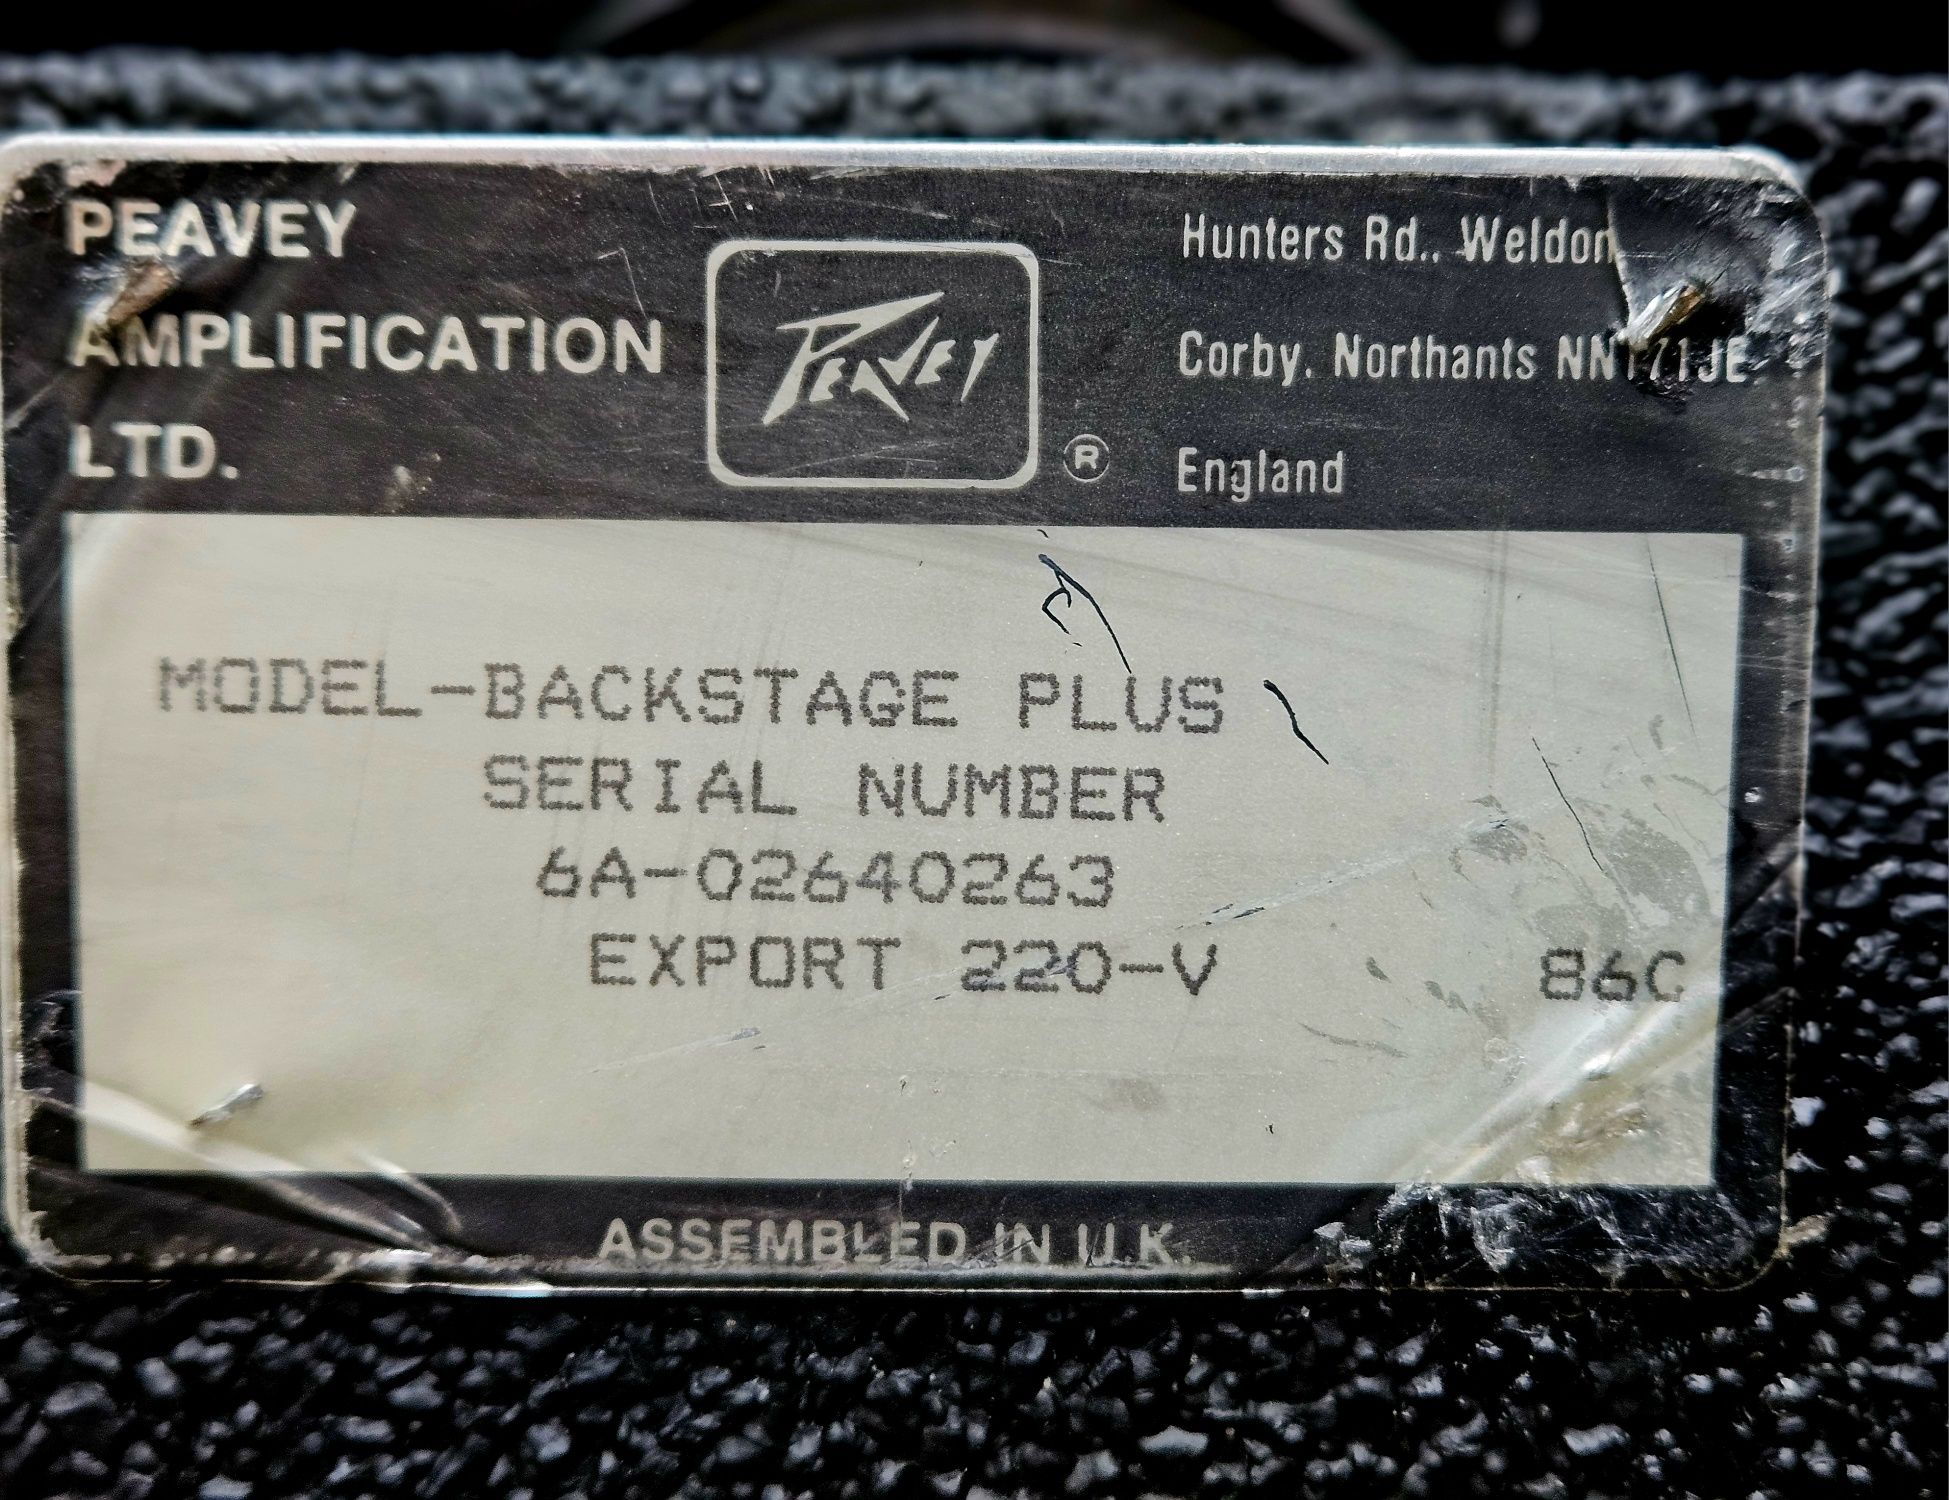 PEAVEY
AMPLIFICATION
LTD.
PEAVEY
®
Hunters Rd.. Weldon
Corby. Northants NN171JE.
England
MODEL-BACKSTAGE PLUS
SERIAL NUMBER
6A-02640263
EXPORT 220-V 86C
ASSEMBLED IN U.K.